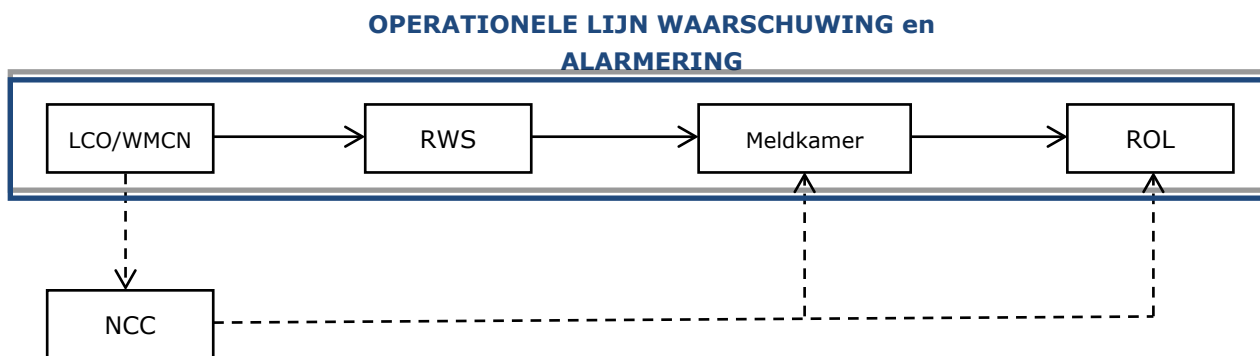 OPERATIONELE LIJN WAARSCHUWING en
ALARMERING
LCO/WMCN
RWS
Meldkamer
ROL
NCC